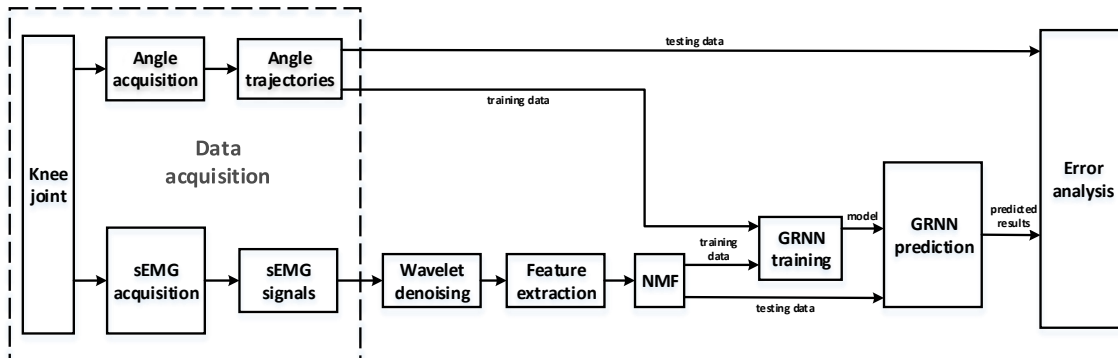 Knee
joint
Angle
acquisition
Angle
trajectories
testing data
training data
Data
acquisition
sEMG
acquisition
sEMG
signals
Wavelet
denoising
Feature
extraction
NMF
training
data
testing data
GRNN
training
model
GRNN
prediction
predicted
results
Error
analysis